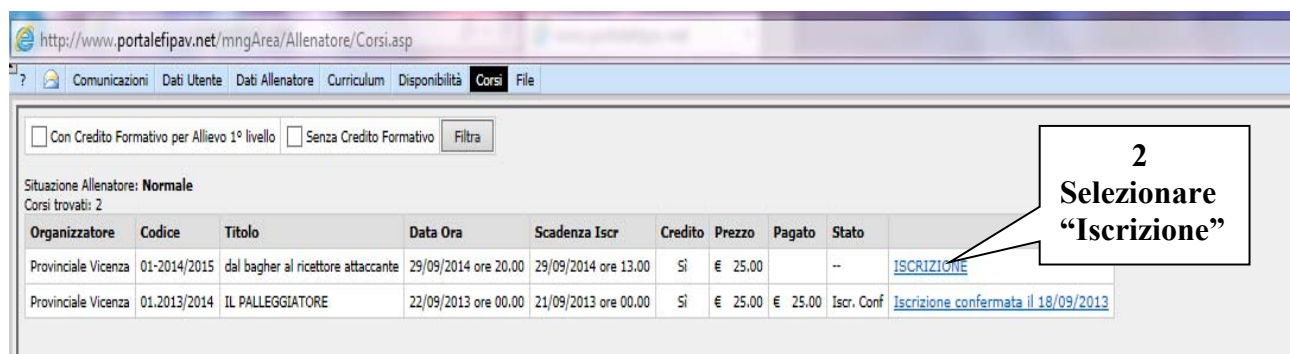 http://www.portalefipav.net/mngArea/Allenatore/Corsi.asp
? Comunicazioni Dati Utente Dati Allenatore Curriculum Disponibilità Corsi File
Con Credito Formativo per Allievo 1º livello Senza Credito Formativo Filtra
2
Selezionare
“Iscrizione”
Situazione Allenatore: Normale
Corsi trovati: 2
Organizzatore Codice Titolo Data Ora Scadenza Iscr Credito Prezzo Pagato Stato
Provinciale Vicenza 01-2014/2015 dal bagher al ricettore attaccante 29/09/2014 ore 20.00 29/09/2014 ore 13.00 Sì € 25.00 -- ISCRIZIONE
Provinciale Vicenza 01.2013/2014 IL PALLEGGIATORE 22/09/2013 ore 00.00 21/09/2013 ore 00.00 Sì € 25.00 € 25.00 Iscr. Conf Iscrizione confermata il 18/09/2013